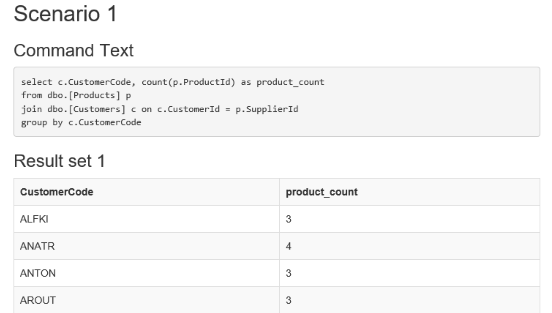 Scenario 1
Command Text
select c.CustomerCode, count(p.ProductId) as product_count
from dbo.[Products] p
join dbo.[Customers] c on c.CustomerId = p.SupplierId
group by c.CustomerCode
Result set 1
CustomerCode product_count
ALFKI 3
ANATR 4
ANTON 3
AROUT 3